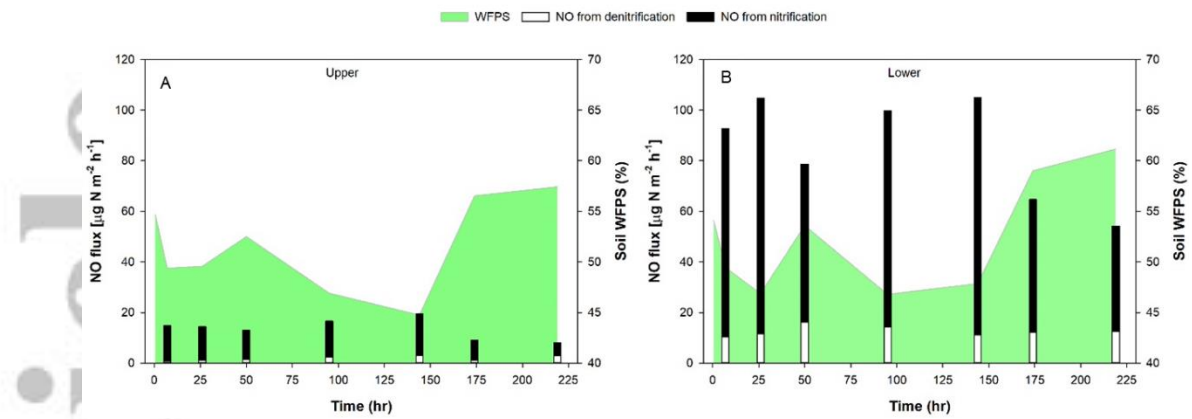 WFPS NO from denitrification NO from nitrification
A Upper
120
100
80
60
40
20
0
NO flux [µg N m⁻² h⁻¹]
70
65
60
55
50
45
40
Soil WFPS (%)
0 25 50 75 100 125 150 175 200 225
Time (hr)
B Lower
120
100
80
60
40
20
0
NO flux [µg N m⁻² h⁻¹]
70
65
60
55
50
45
40
Soil WFPS (%)
0 25 50 75 100 125 150 175 200 225
Time (hr)